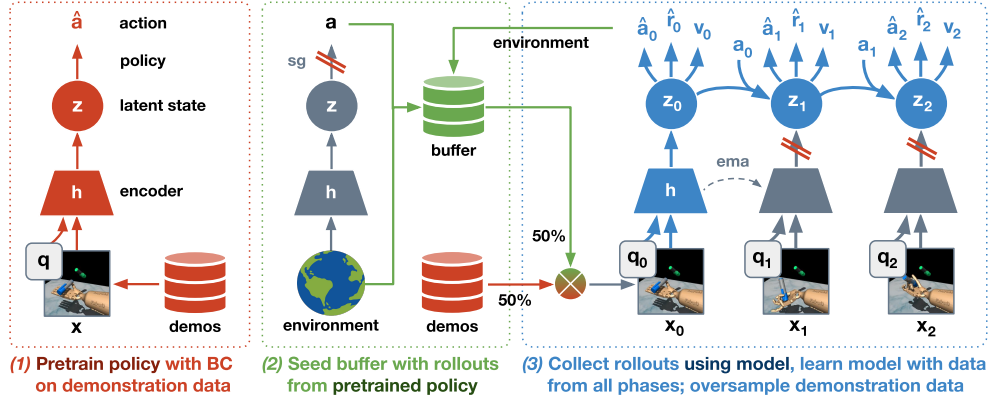 â
action
policy
z
latent state
h
encoder
q
x
demos
(1) Pretrain policy with BC
on demonstration data
a
sg
z
h
environment
buffer
demos
50%
50%
(2) Seed buffer with rollouts
from pretrained policy
environment
â0
r̂0
v0
a0
â1
r̂1
v1
a1
â2
r̂2
v2
z0
z1
z2
h
ema
q0
q1
q2
x0
x1
x2
(3) Collect rollouts using model, learn model with data
from all phases; oversample demonstration data